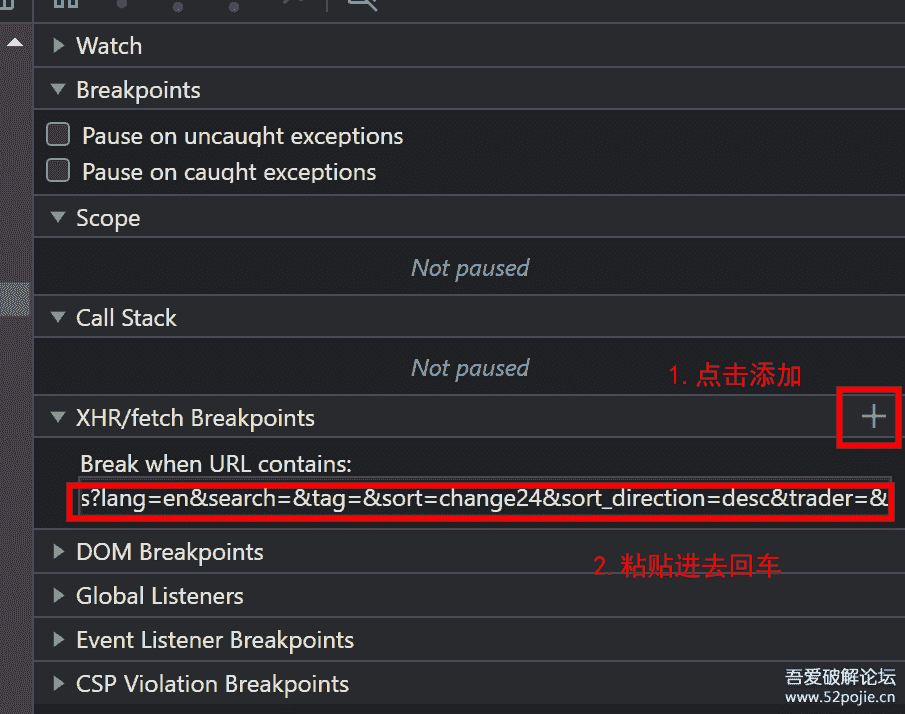 Watch
Breakpoints
Pause on uncaught exceptions
Pause on caught exceptions
Scope
Not paused
Call Stack
Not paused
1. 点击添加
XHR/fetch Breakpoints
Break when URL contains:
s?lang=en&search=&tag=&sort=change24&sort_direction=desc&trader=&
DOM Breakpoints
2. 粘贴进去回车
Global Listeners
Event Listener Breakpoints
CSP Violation Breakpoints
吾爱破解论坛
www.52pojie.cn